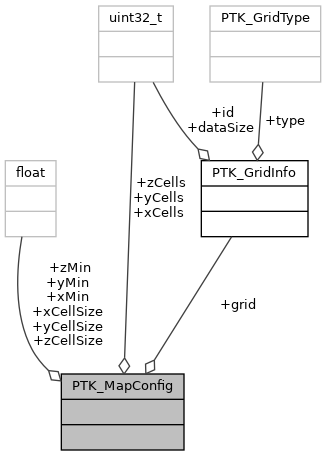 uint32_t
PTK_GridType
+id
+dataSize
+type
float
PTK_GridInfo
+zCells
+yCells
+xCells
+zMin
+yMin
+xMin
+xCellSize
+yCellSize
+zCellSize
+grid
PTK_MapConfig